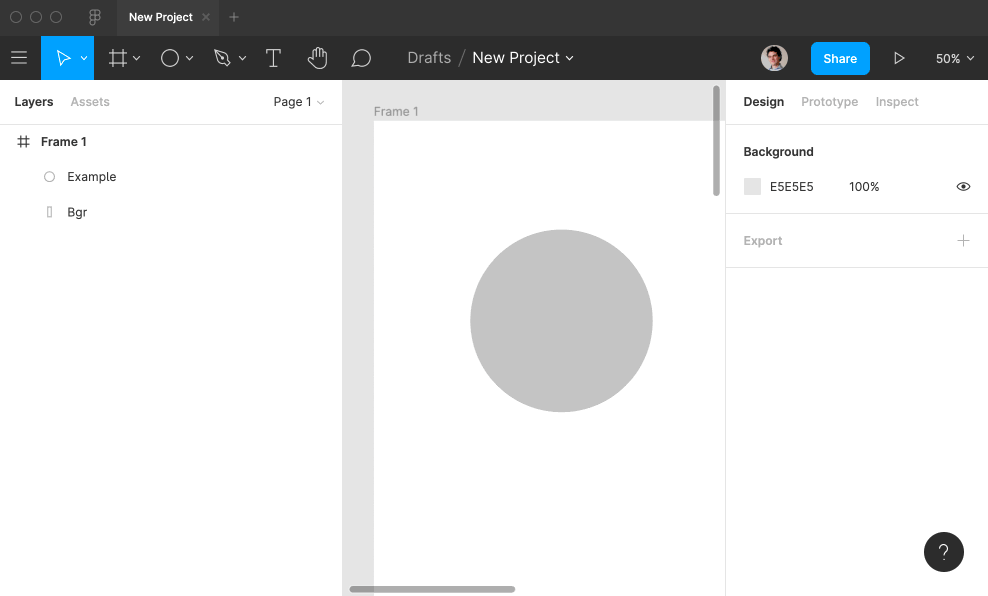 New Project
Drafts / New Project
Share
50%
Layers
Assets
Page 1
Frame 1
Example
Bgr
Frame 1
Design
Prototype
Inspect
Background
E5E5E5
100%
Export
?